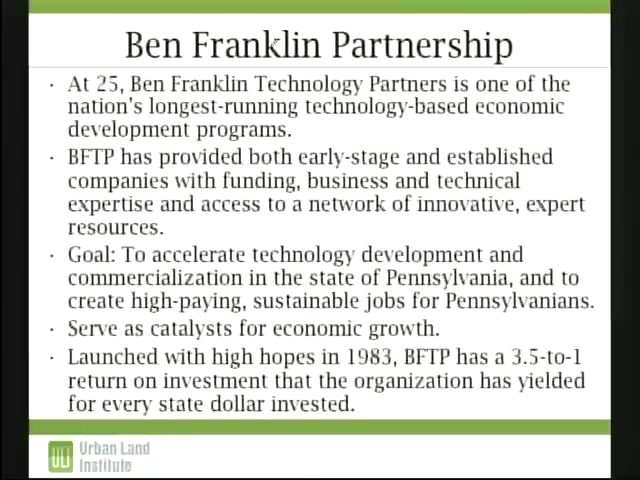 Ben Franklin Partnership
· At 25, Ben Franklin Technology Partners is one of the
nation's longest-running technology-based economic
development programs.
· BFTP has provided both early-stage and established
companies with funding, business and technical
expertise and access to a network of innovative, expert
resources.
· Goal: To accelerate technology development and
commercialization in the state of Pennsylvania, and to
create high-paying, sustainable jobs for Pennsylvanians.
· Serve as catalysts for economic growth.
· Launched with high hopes in 1983, BFTP has a 3.5-to-1
return on investment that the organization has yielded
for every state dollar invested.
Urban Land
Institute